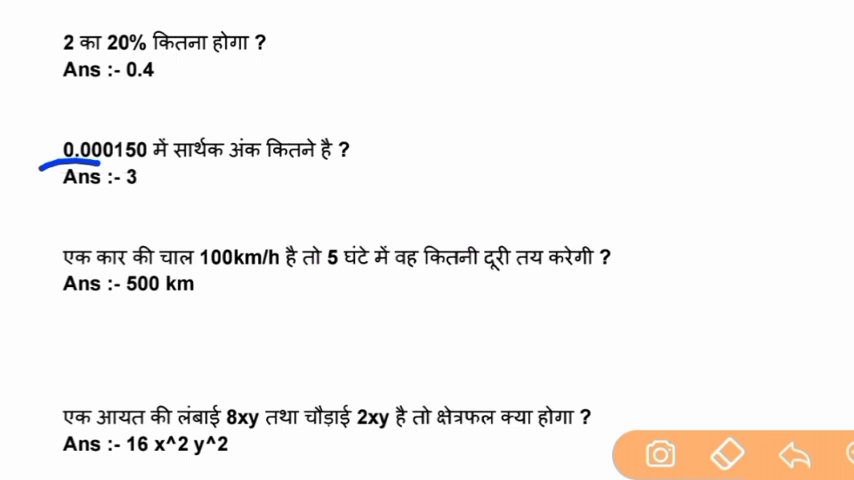 2 का 20% कितना होगा ?
Ans :- 0.4
0.000150 में सार्थक अंक कितने है ?
Ans :- 3
एक कार की चाल 100km/h है तो 5 घंटे में वह कितनी दूरी तय करेगी ?
Ans :- 500 km
एक आयत की लंबाई 8xy तथा चौड़ाई 2xy है तो क्षेत्रफल क्या होगा ?
Ans :- 16 x^2 y^2